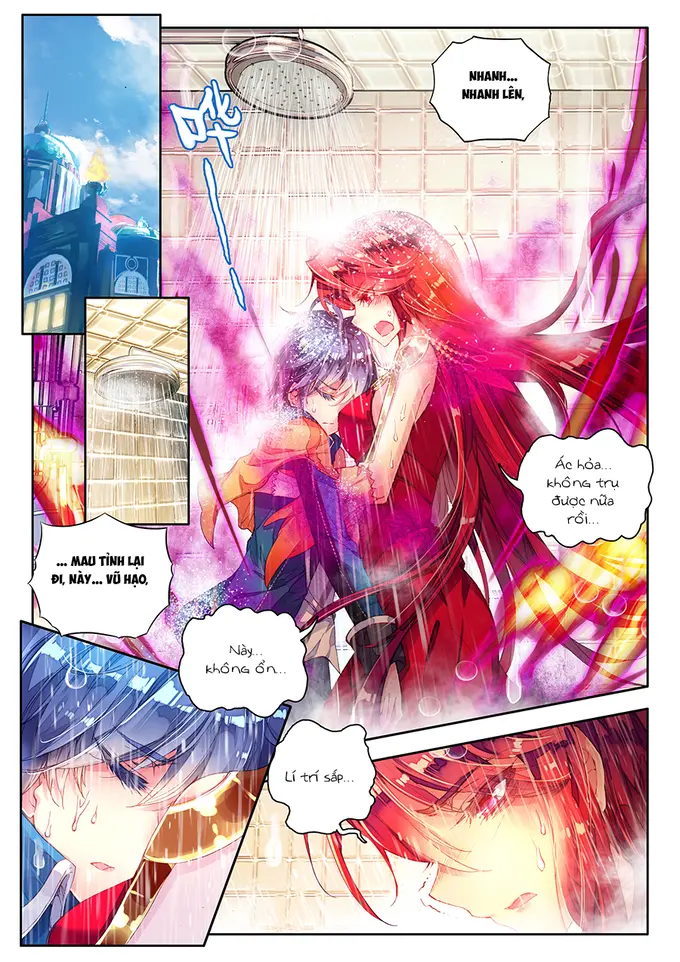 NHANH...
NHANH LÊN,
Ác hóa...
không trụ
được nữa
rồi...
... MAU TỈNH LẠI
ĐI, NÀY... VŨ HẠO,
Này...
không ổn...
Lí trí sắp...